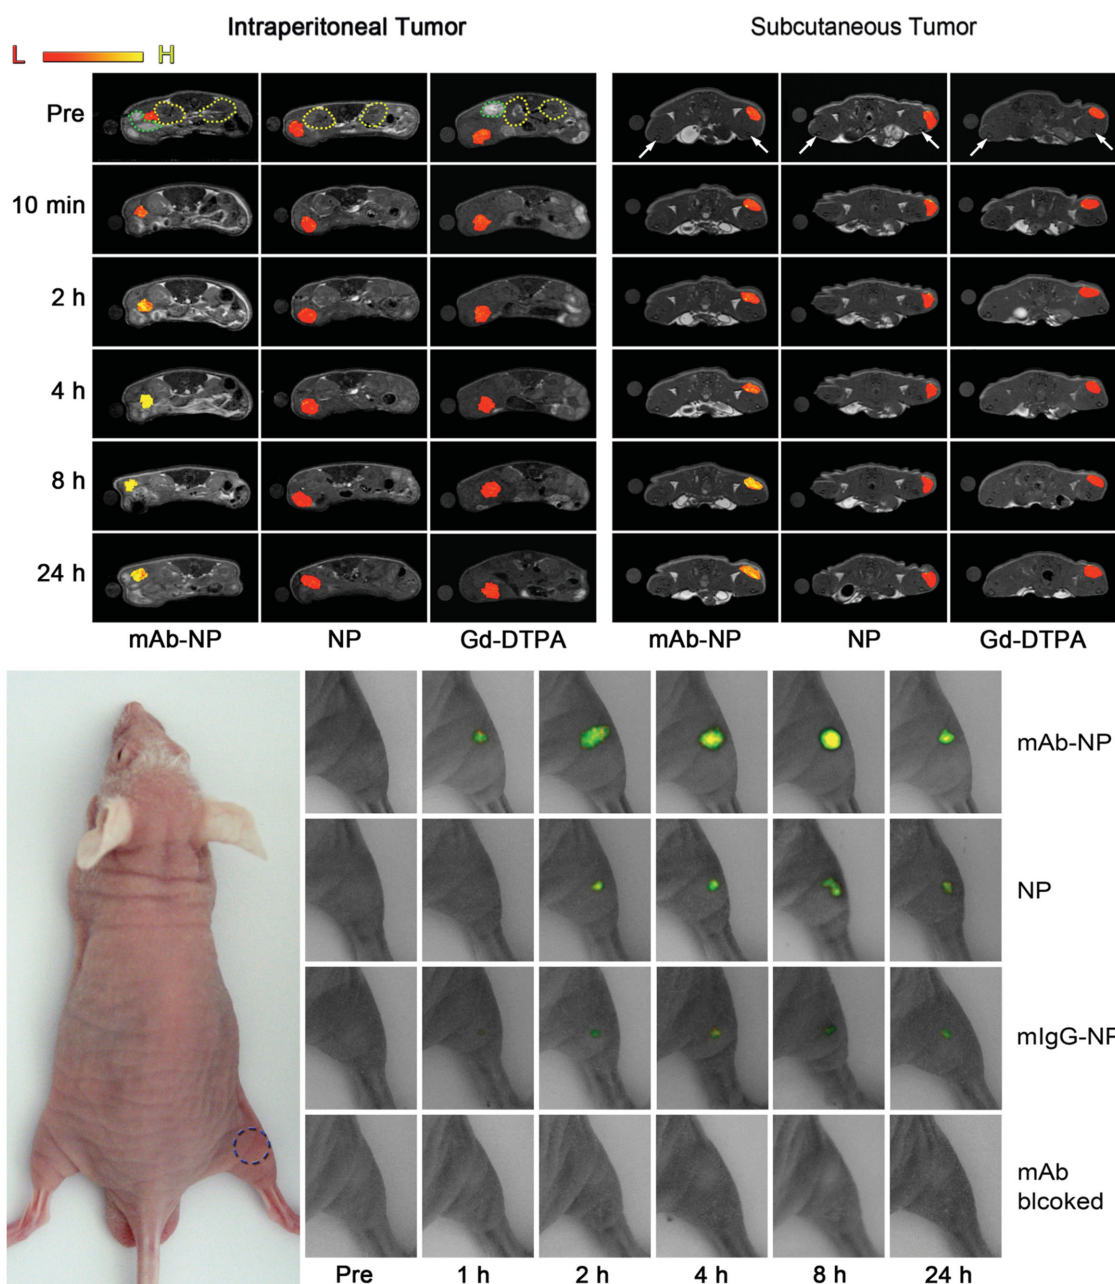 Intraperitoneal Tumor
Subcutaneous Tumor
L H
Pre
10 min
2 h
4 h
8 h
24 h
mAb-NP NP Gd-DTPA mAb-NP NP Gd-DTPA
mAb-NP
NP
mIgG-NP
mAb
blcoked
Pre 1 h 2 h 4 h 8 h 24 h